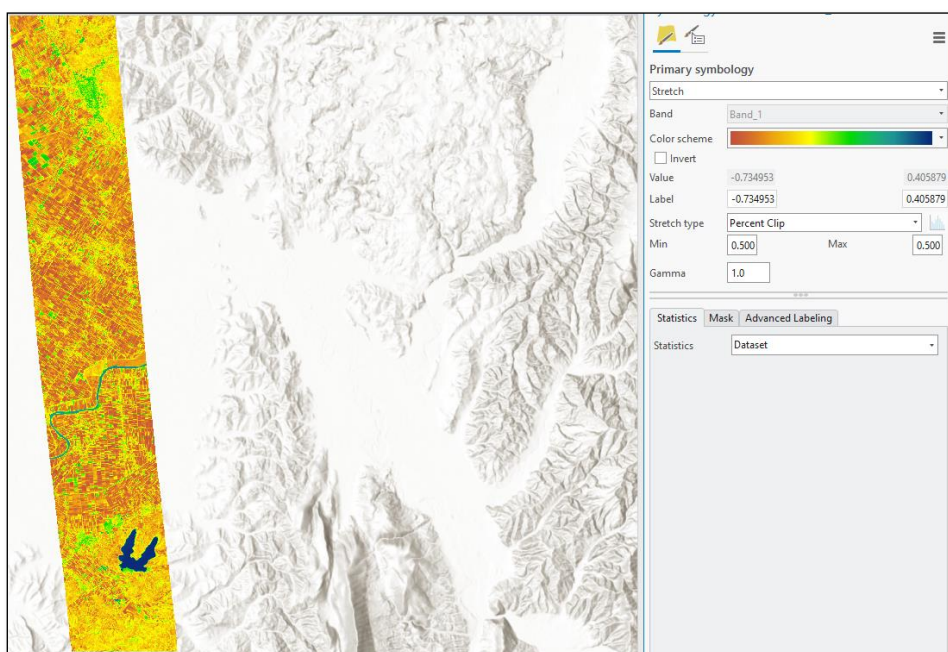 Primary symbology
Stretch
Band Band_1
Color scheme
Invert
Value -0.734953 0.405879
Label -0.734953 0.405879
Stretch type Percent Clip
Min 0.500 Max 0.500
Gamma 1.0
Statistics Mask Advanced Labeling
Statistics Dataset